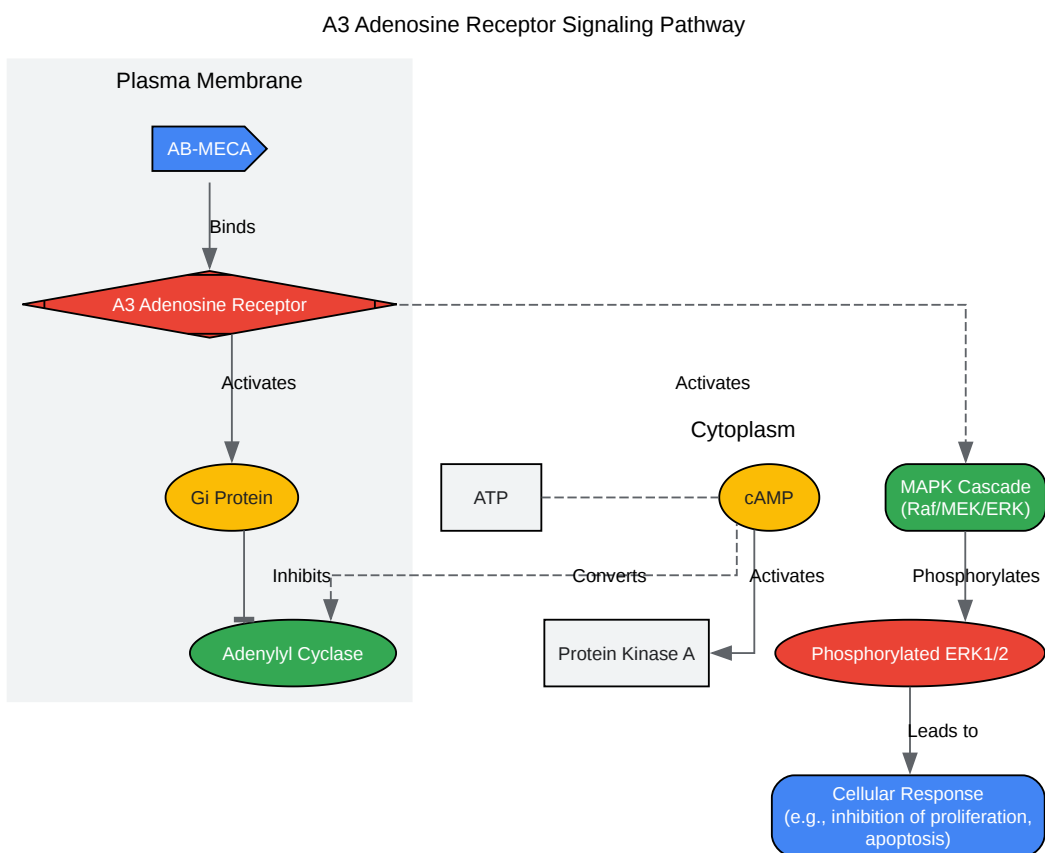 A3 Adenosine Receptor Signaling Pathway
Plasma Membrane
AB-MECA
Binds
A3 Adenosine Receptor
Activates
Activates
Cytoplasm
Gi Protein
ATP
cAMP
MAPK Cascade
(Raf/MEK/ERK)
Inhibits
Converts
Activates
Phosphorylates
Adenylyl Cyclase
Protein Kinase A
Phosphorylated ERK1/2
Leads to
Cellular Response
(e.g., inhibition of proliferation,
apoptosis)